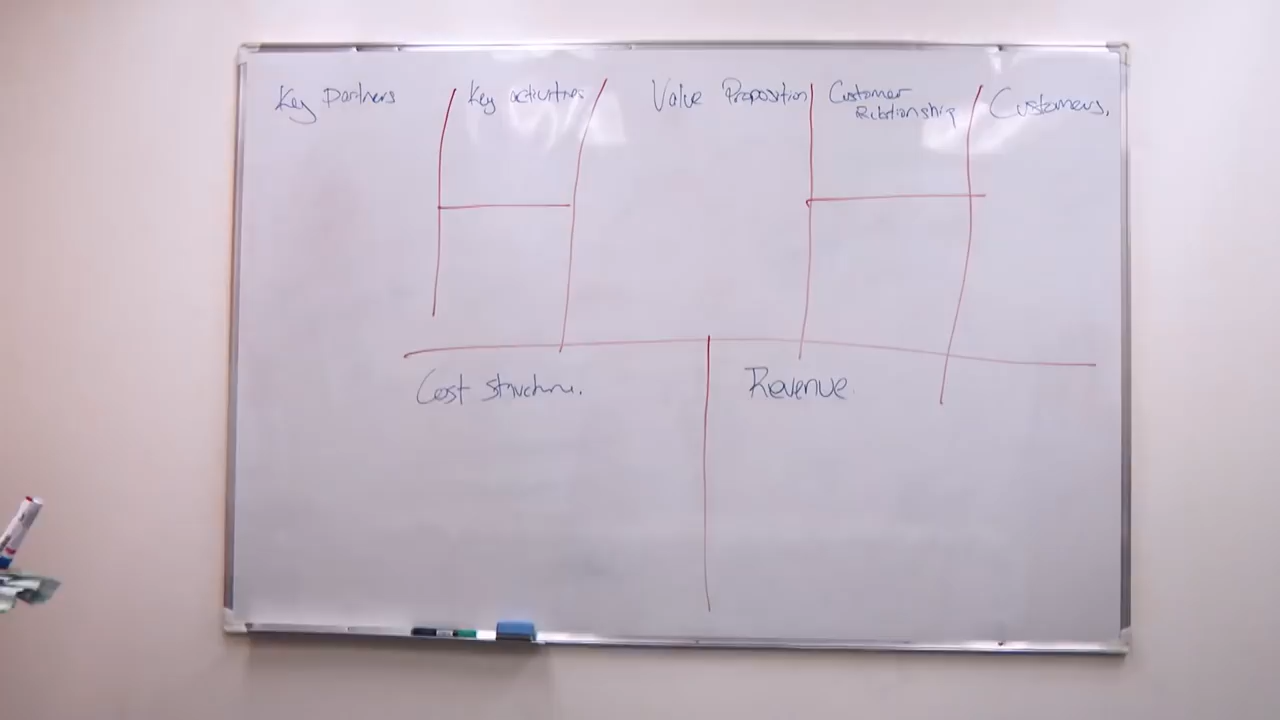 Key Partners
Key activities
Value Proposition
Customer
Relationship
Customers,
Cost structure.
Revenue.